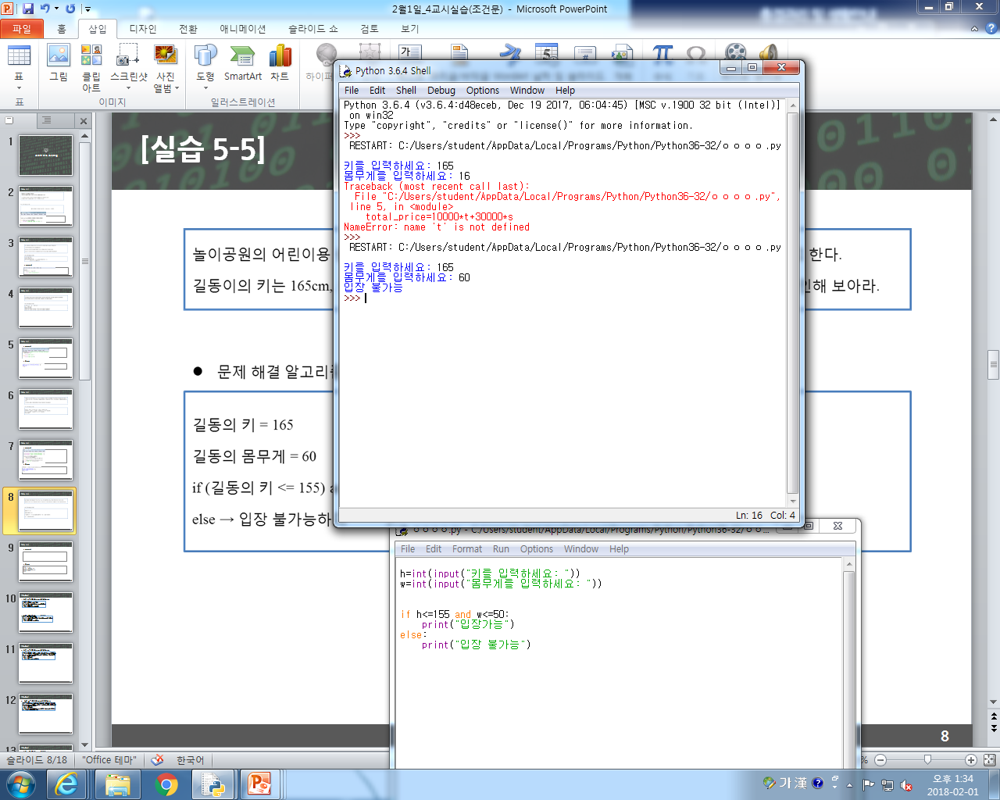 2월1일_4교시실습(조건문) - Microsoft PowerPoint
파일 홈 삽입 디자인 전환 애니메이션 슬라이드 쇼 검토 보기
표 그림 클립 아트 스크린샷 사진 앨범 도형 SmartArt 차트 하이퍼
표 이미지 일러스트레이션
Python 3.6.4 Shell
File Edit Shell Debug Options Window Help
Python 3.6.4 (v3.6.4:d48eceb, Dec 19 2017, 06:04:45) [MSC v.1900 32 bit (Intel)]
on win32
Type "copyright", "credits" or "license()" for more information.
>>>
RESTART: C:/Users/student/AppData/Local/Programs/Python/Python36-32/ㅇㅇㅇㅇ.py
키를 입력하세요: 165
몸무게를 입력하세요: 16
Traceback (most recent call last):
File "C:/Users/student/AppData/Local/Programs/Python/Python36-32/ㅇㅇㅇㅇ.py",
line 5, in <module>
total_price=10000*t+30000*s
NameError: name 't' is not defined
>>>
RESTART: C:/Users/student/AppData/Local/Programs/Python/Python36-32/ㅇㅇㅇㅇ.py
키를 입력하세요: 165
몸무게를 입력하세요: 60
입장 불가능
>>>
Ln: 16 Col: 4
[실습 5-5]
놀이공원의 어린이용 한다.
길동이의 키는 165cm, 보아라.
● 문제 해결 알고리
길동의 키 = 165
길동의 몸무게 = 60
if (길동의 키 <= 155)
else → 입장 불가능하
8
ㅇㅇㅇㅇ.py - C:/Users/student/AppData/Local/Programs/Python/Python36-32/ㅇㅇ...
File Edit Format Run Options Window Help
h=int(input("키를 입력하세요: "))
w=int(input("몸무게를 입력하세요: "))
if h<=155 and w<=50:
print("입장가능")
else:
print("입장 불가능")
1
2
3
4
5
6
7
8
9
10
11
12
13
슬라이드 8/18 "Office 테마" 한국어 %
가 漢
오후 1:34
2018-02-01